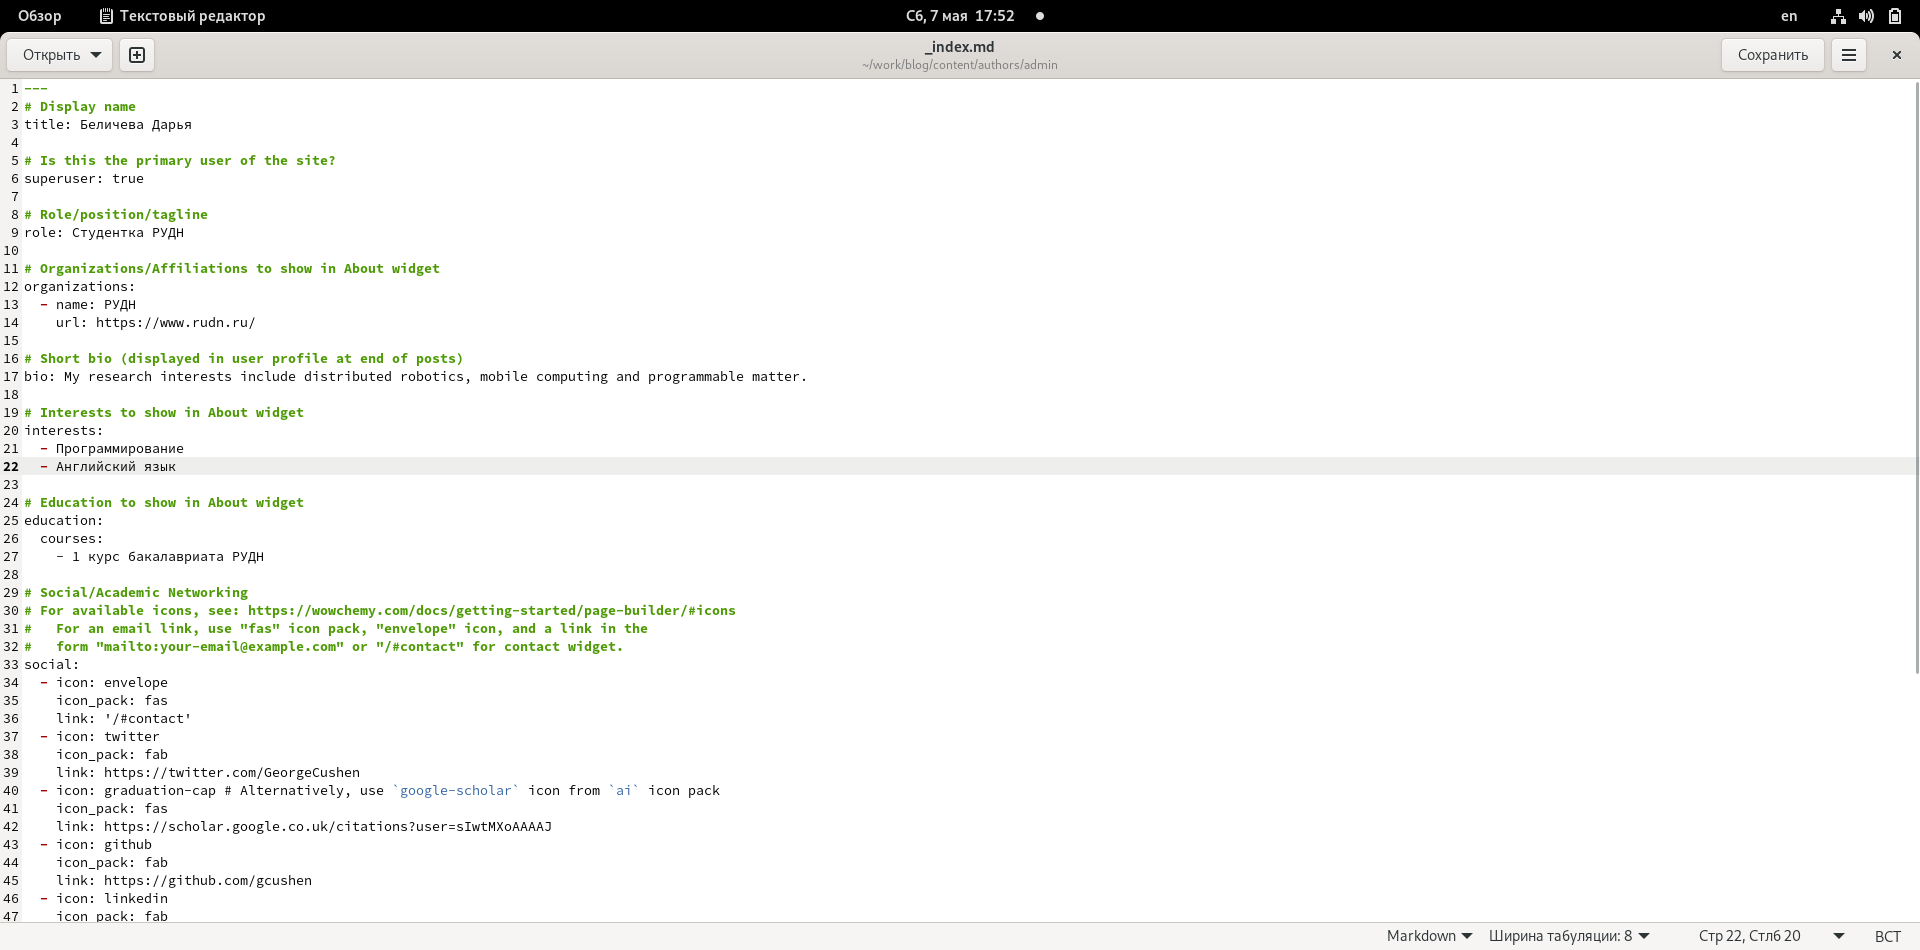 Обзор Текстовый редактор Сб, 7 мая 17:52 en
Открыть _index.md Сохранить
~/work/blog/content/authors/admin
1 ---
2 # Display name
3 title: Беличева Дарья
4
5 # Is this the primary user of the site?
6 superuser: true
7
8 # Role/position/tagline
9 role: Студентка РУДН
10
11 # Organizations/Affiliations to show in About widget
12 organizations:
13   - name: РУДН
14     url: https://www.rudn.ru/
15
16 # Short bio (displayed in user profile at end of posts)
17 bio: My research interests include distributed robotics, mobile computing and programmable matter.
18
19 # Interests to show in About widget
20 interests:
21   - Программирование
22   - Английский язык
23
24 # Education to show in About widget
25 education:
26   courses:
27     - 1 курс бакалавриата РУДН
28
29 # Social/Academic Networking
30 # For available icons, see: https://wowchemy.com/docs/getting-started/page-builder/#icons
31 #   For an email link, use "fas" icon pack, "envelope" icon, and a link in the
32 #   form "mailto:your-email@example.com" or "/#contact" for contact widget.
33 social:
34   - icon: envelope
35     icon_pack: fas
36     link: '/#contact'
37   - icon: twitter
38     icon_pack: fab
39     link: https://twitter.com/GeorgeCushen
40   - icon: graduation-cap # Alternatively, use `google-scholar` icon from `ai` icon pack
41     icon_pack: fas
42     link: https://scholar.google.co.uk/citations?user=sIwtMXoAAAAJ
43   - icon: github
44     icon_pack: fab
45     link: https://github.com/gcushen
46   - icon: linkedin
47     icon_pack: fab
Markdown Ширина табуляции: 8 Стр 22, Стлб 20 ВСТ